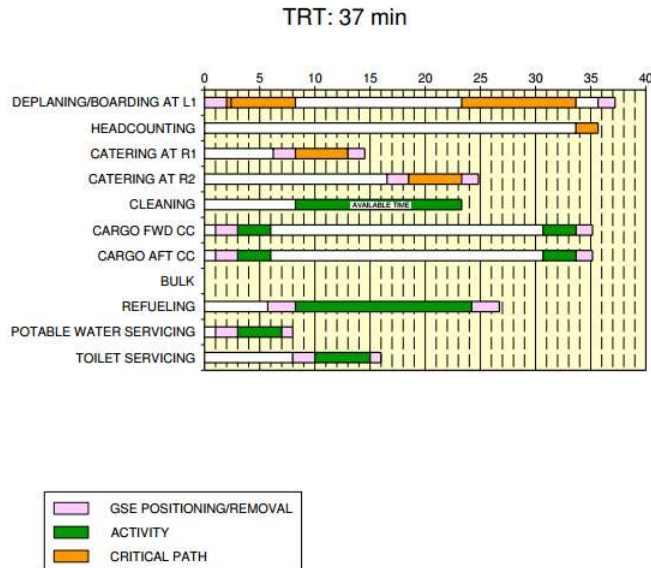 TRT: 37 min
0 5 10 15 20 25 30 35 40
DEPLANING/BOARDING AT L1
HEADCOUNTING
CATERING AT R1
CATERING AT R2
CLEANING
AVAILABLE TIME
CARGO FWD CC
CARGO AFT CC
BULK
REFUELING
POTABLE WATER SERVICING
TOILET SERVICING
GSE POSITIONING/REMOVAL
ACTIVITY
CRITICAL PATH